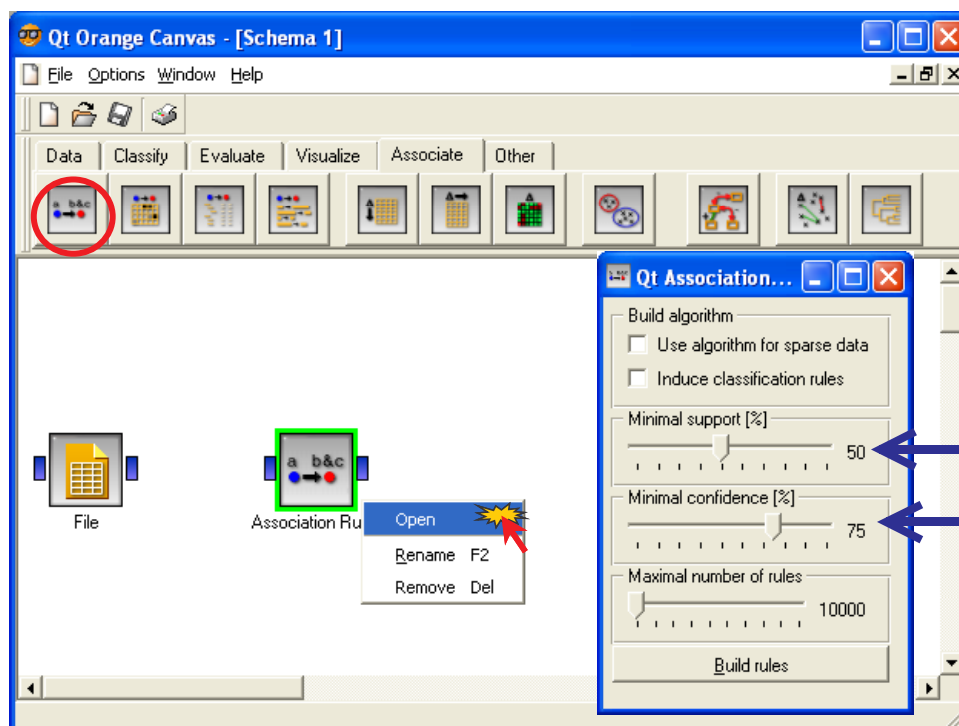 Qt Orange Canvas - [Schema 1]
File Options Window Help
Data Classify Evaluate Visualize Associate Other
a b&c
Qt Association...
Build algorithm
Use algorithm for sparse data
Induce classification rules
Minimal support [%]
50
Minimal confidence [%]
75
Maximal number of rules
10000
Build rules
a b&c
File
Association Ru
Open
Rename F2
Remove Del